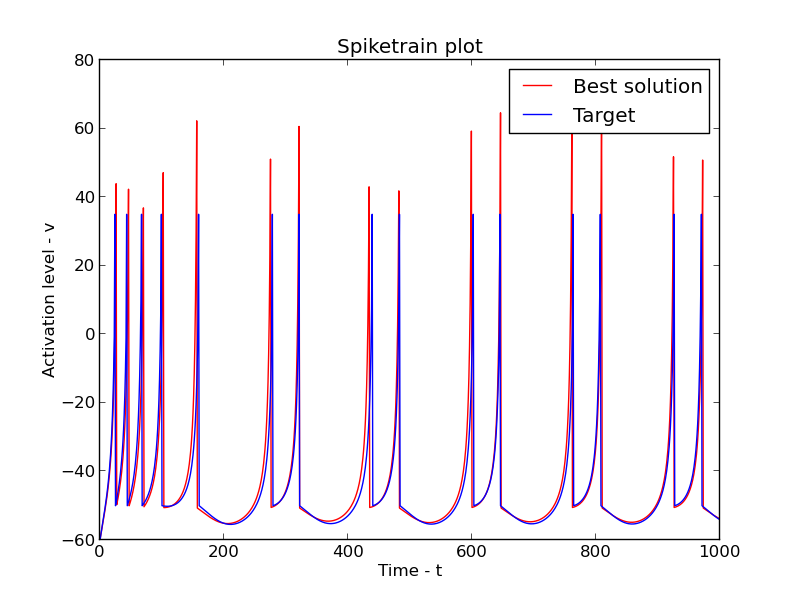 Spiketrain plot
Best solution
Target
Activation level - v
80
60
40
20
0
−20
−40
−60
0
200
400
600
800
1000
Time - t